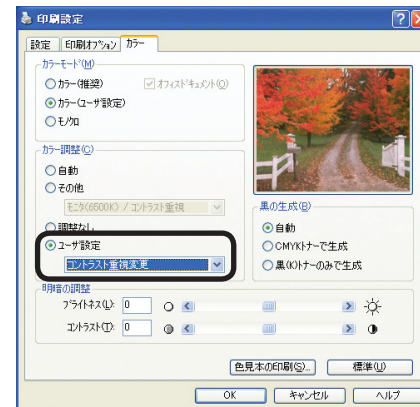 印刷設定
設定 印刷オプション カラー
カラーモード(M)
カラー(推奨) オフィスドキュメント(O)
カラー(ユーザ設定)
モノクロ
カラー調整(C)
自動
その他
モニタ(6500K) / コントラスト重視
調整なし
ユーザ設定
コントラスト重視変更
黒の生成(B)
自動
CMYKトナーで生成
黒(K)トナーのみで生成
明暗の調整
ブライトネス(L): 0
コントラスト(T): 0
色見本の印刷(S)... 標準(U)
OK キャンセル ヘルプ